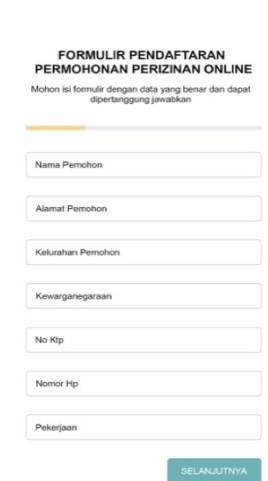 FORMULIR PENDAFTARAN
PERMOHONAN PERIZINAN ONLINE
Mohon isi formulir dengan data yang benar dan dapat
dipertanggung jawabkan
Nama Pemohon
Alamat Pemohon
Kelurahan Pemohon
Kewarganegaraan
No Ktp
Nomor Hp
Pekerjaan
SELANJUTNYA